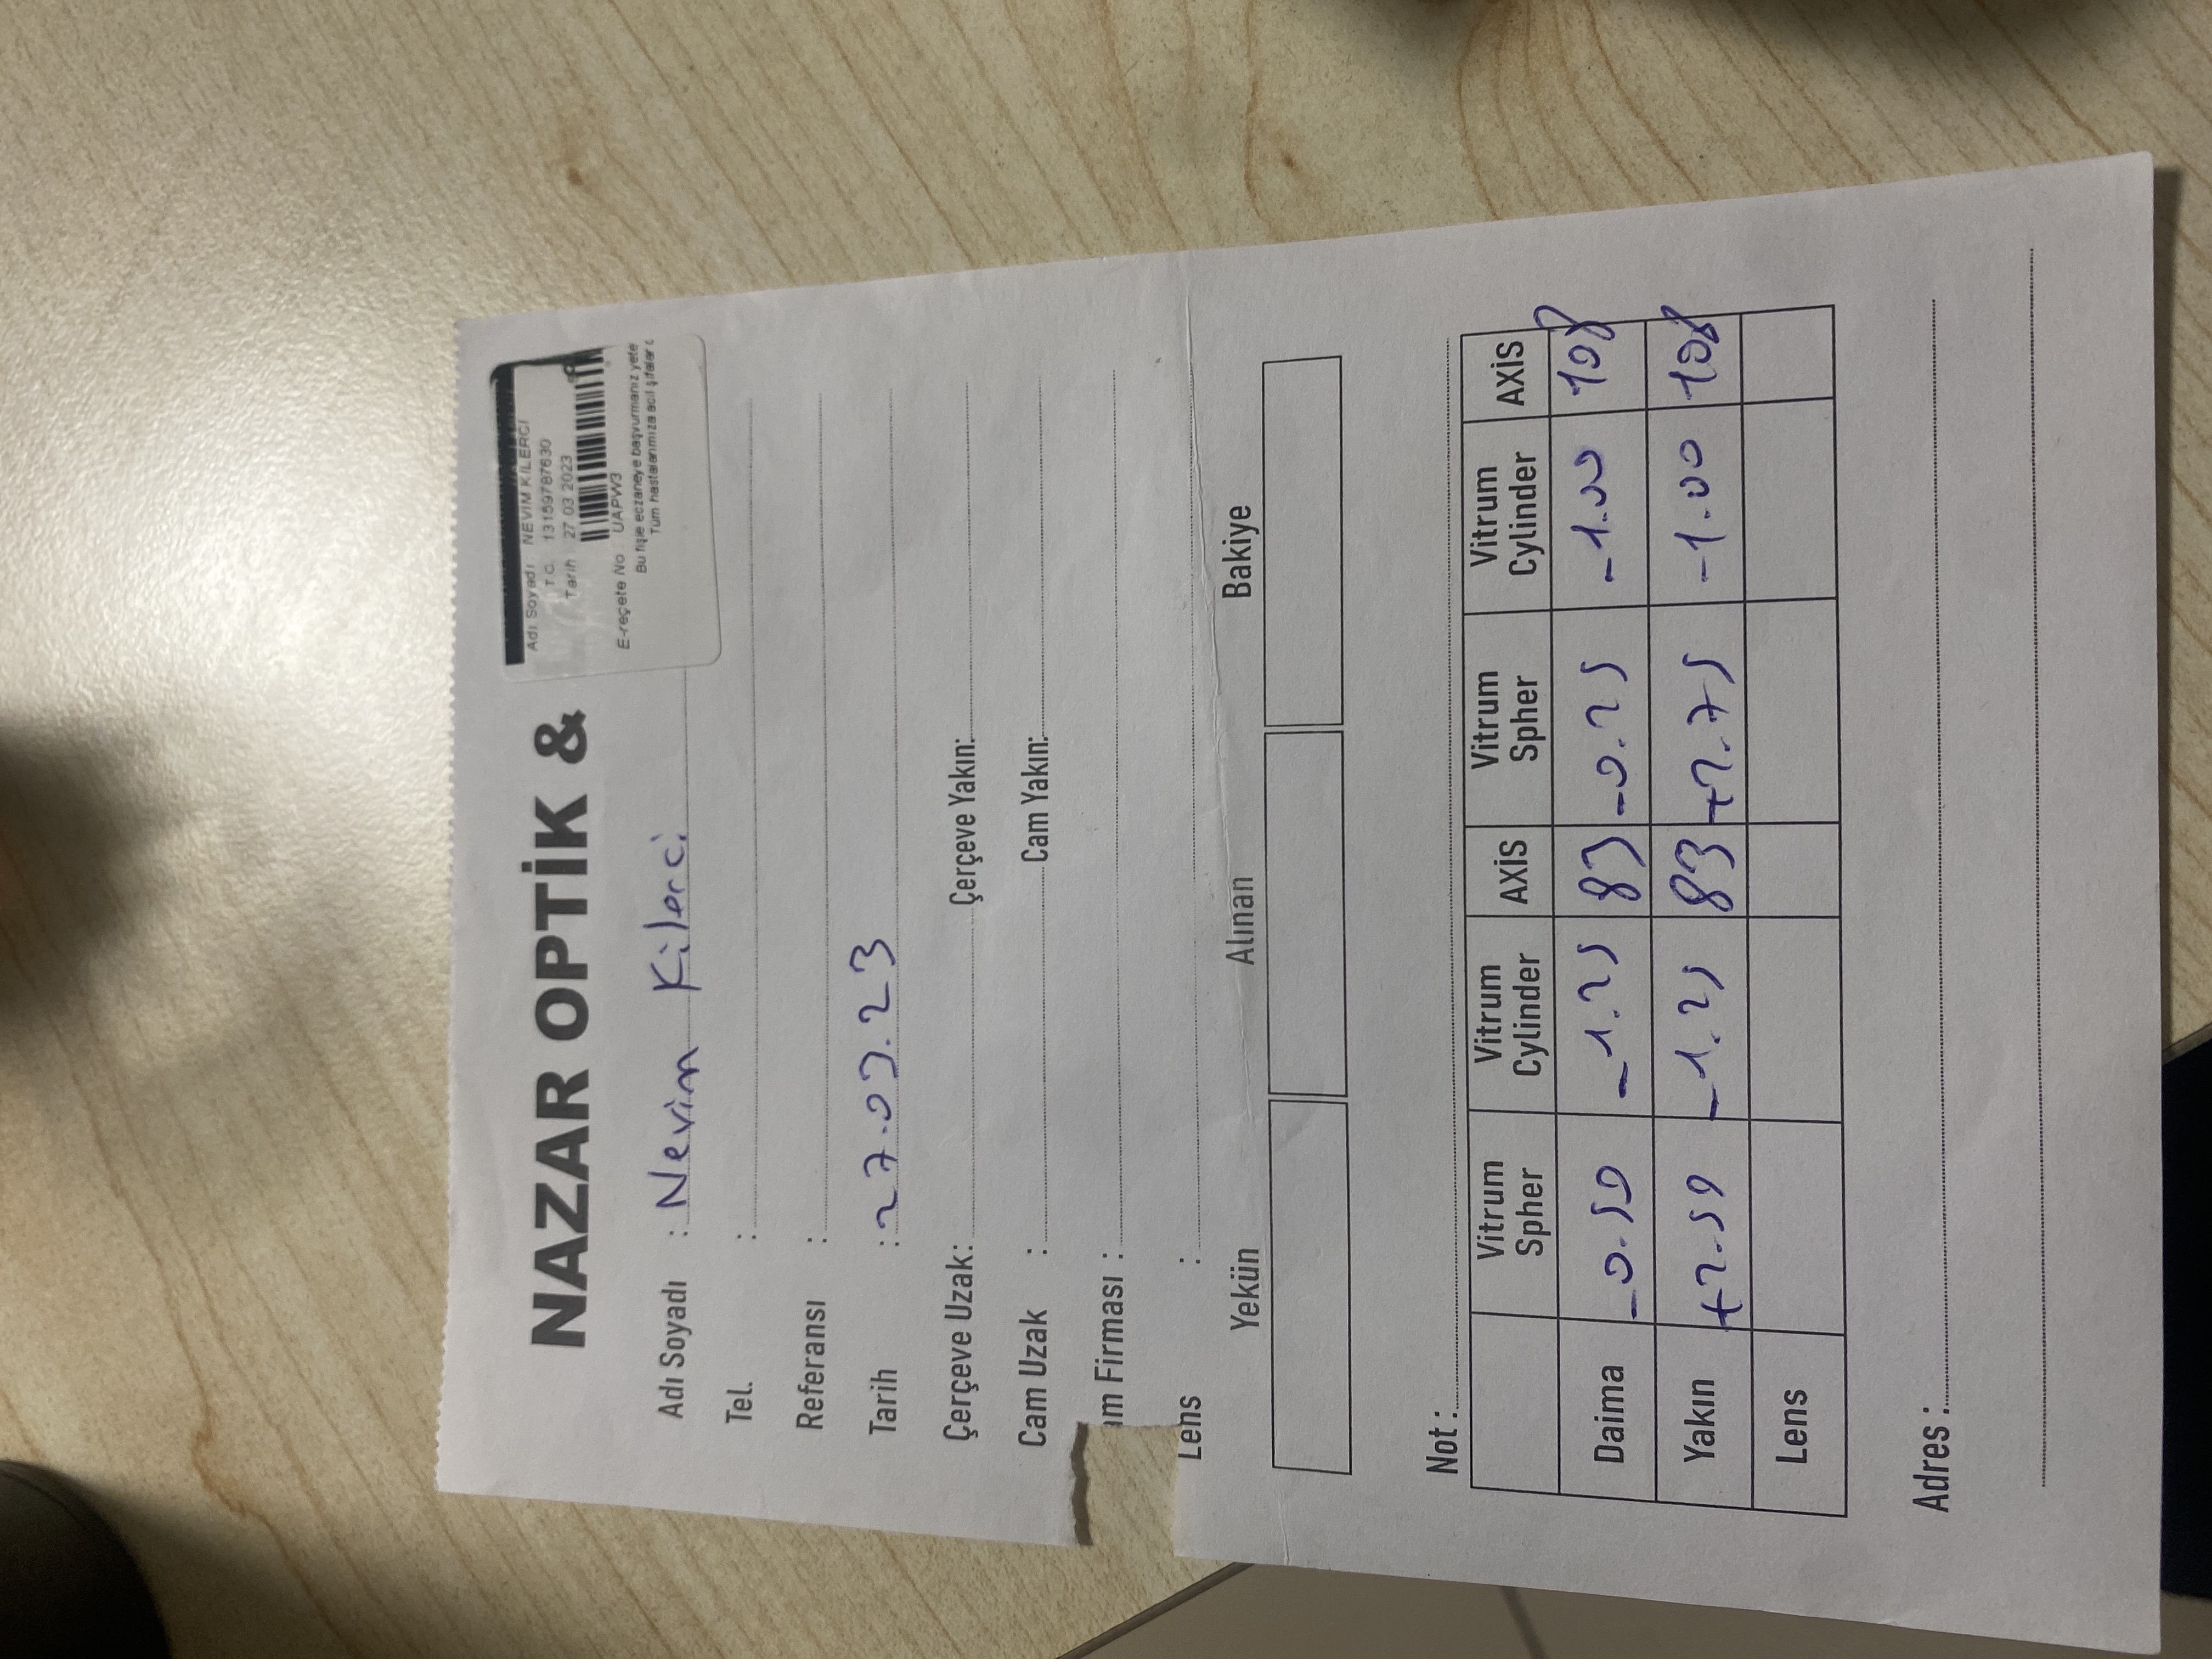 NAZAR OPTİK &
Adı Soyadı : NEVİM KİLERCİ
T.C. 13159787630
Tarih : 27.03.2023
E-reçete No : UAPW3
Bu fişle eczaneye başvurmanız yete
Tüm hastalarımıza acil şifalar d
Adı Soyadı : Nevim Kilerci
Tel. :
Referansı :
Tarih : 27.03.23
Çerçeve Uzak: Çerçeve Yakın:
Cam Uzak : Cam Yakın:
am Firması :
Lens :
Yekün Alınan Bakiye
Not :
Vitrum Spher Vitrum Cylinder AXİS Vitrum Spher Vitrum Cylinder AXİS
Daima -0.50 -1.25 83 -0.25 -1.00 108
Yakın +2.50 -1.25 83 +2.75 -1.00 108
Lens
Adres :